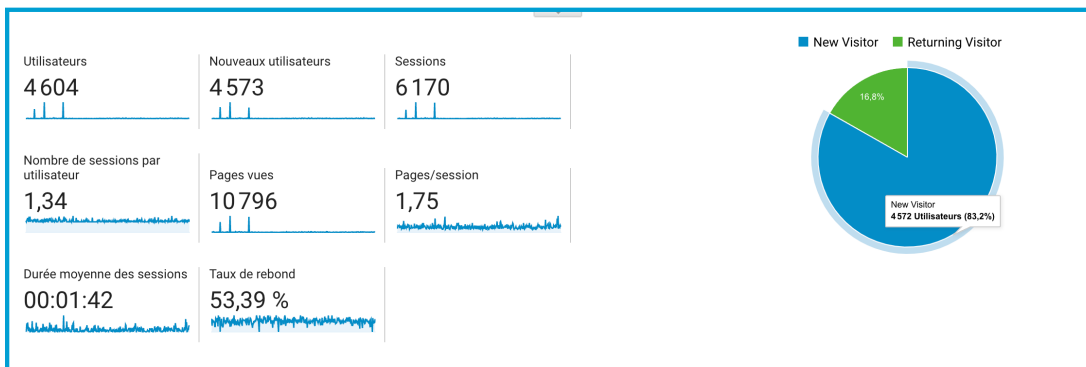 Utilisateurs
4 604
Nouveaux utilisateurs
4 573
Sessions
6 170
Nombre de sessions par
utilisateur
1,34
Pages vues
10 796
Pages/session
1,75
Durée moyenne des sessions
00:01:42
Taux de rebond
53,39 %
New Visitor
Returning Visitor
16,8%
New Visitor
4 572 Utilisateurs (83,2%)